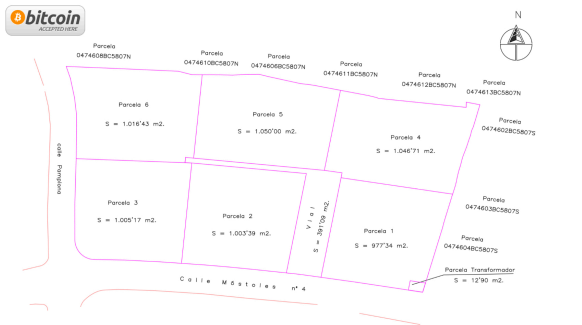 bitcoin
ACCEPTED HERE
N
Parcela
0474608BC5807N
Parcela
0474610BC5807N
Parcela
0474606BC5807N
Parcela
0474611BC5807N
Parcela
0474612BC5807N
Parcela
0474613BC5807N
Parcela
0474602BC5807S
Parcela 6
S = 1.016'43 m2.
Parcela 5
S = 1.050'00 m2.
Parcela 4
S = 1.046'71 m2.
calle Pamplona
Parcela 3
S = 1.005'17 m2.
Parcela 2
S = 1.003'39 m2.
Vial
S = 391'09 m2.
Parcela 1
S = 977'34 m2.
Parcela
0474603BC5807S
Parcela
0474604BC5807S
Parcela Transformador
S = 12'90 m2.
Calle Móstoles nº 4